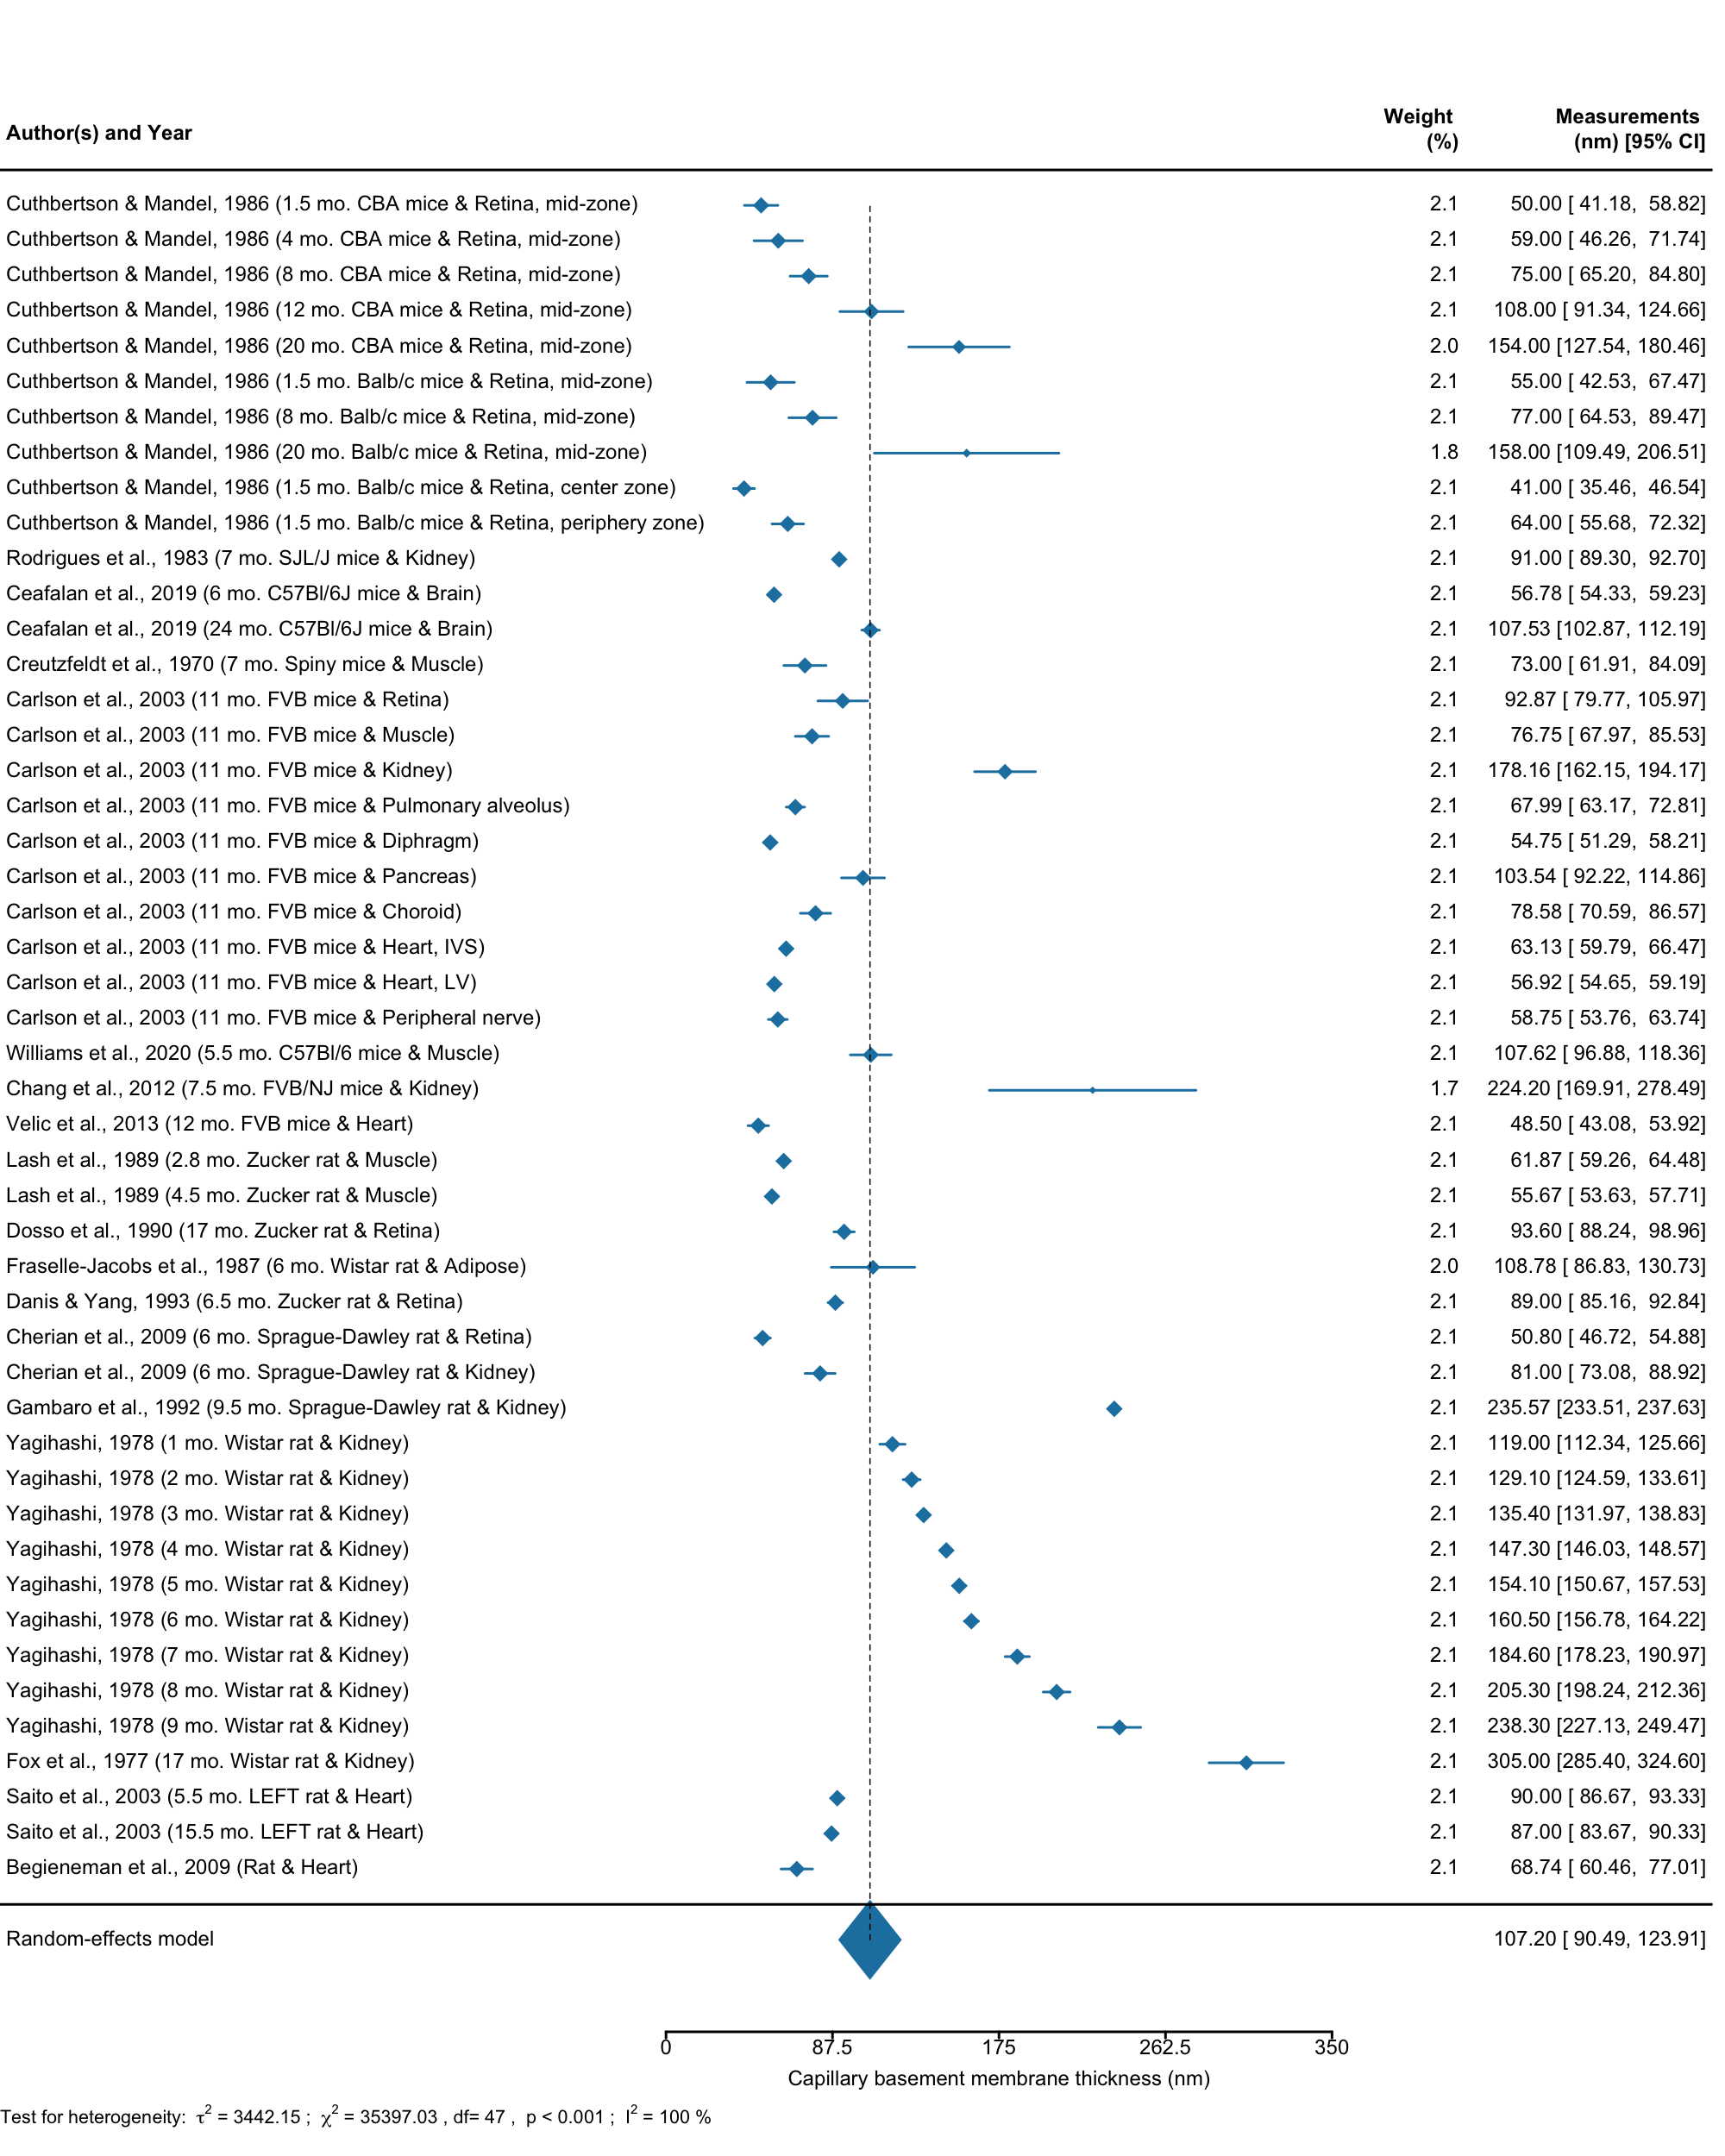 Author(s) and Year Weight (%) Measurements (nm) [95% CI]
Cuthbertson & Mandel, 1986 (1.5 mo. CBA mice & Retina, mid-zone) 2.1 50.00 [ 41.18, 58.82]
Cuthbertson & Mandel, 1986 (4 mo. CBA mice & Retina, mid-zone) 2.1 59.00 [ 46.26, 71.74]
Cuthbertson & Mandel, 1986 (8 mo. CBA mice & Retina, mid-zone) 2.1 75.00 [ 65.20, 84.80]
Cuthbertson & Mandel, 1986 (12 mo. CBA mice & Retina, mid-zone) 2.1 108.00 [ 91.34, 124.66]
Cuthbertson & Mandel, 1986 (20 mo. CBA mice & Retina, mid-zone) 2.0 154.00 [127.54, 180.46]
Cuthbertson & Mandel, 1986 (1.5 mo. Balb/c mice & Retina, mid-zone) 2.1 55.00 [ 42.53, 67.47]
Cuthbertson & Mandel, 1986 (8 mo. Balb/c mice & Retina, mid-zone) 2.1 77.00 [ 64.53, 89.47]
Cuthbertson & Mandel, 1986 (20 mo. Balb/c mice & Retina, mid-zone) 1.8 158.00 [109.49, 206.51]
Cuthbertson & Mandel, 1986 (1.5 mo. Balb/c mice & Retina, center zone) 2.1 41.00 [ 35.46, 46.54]
Cuthbertson & Mandel, 1986 (1.5 mo. Balb/c mice & Retina, periphery zone) 2.1 64.00 [ 55.68, 72.32]
Rodrigues et al., 1983 (7 mo. SJL/J mice & Kidney) 2.1 91.00 [ 89.30, 92.70]
Ceafalan et al., 2019 (6 mo. C57Bl/6J mice & Brain) 2.1 56.78 [ 54.33, 59.23]
Ceafalan et al., 2019 (24 mo. C57Bl/6J mice & Brain) 2.1 107.53 [102.87, 112.19]
Creutzfeldt et al., 1970 (7 mo. Spiny mice & Muscle) 2.1 73.00 [ 61.91, 84.09]
Carlson et al., 2003 (11 mo. FVB mice & Retina) 2.1 92.87 [ 79.77, 105.97]
Carlson et al., 2003 (11 mo. FVB mice & Muscle) 2.1 76.75 [ 67.97, 85.53]
Carlson et al., 2003 (11 mo. FVB mice & Kidney) 2.1 178.16 [162.15, 194.17]
Carlson et al., 2003 (11 mo. FVB mice & Pulmonary alveolus) 2.1 67.99 [ 63.17, 72.81]
Carlson et al., 2003 (11 mo. FVB mice & Diphragm) 2.1 54.75 [ 51.29, 58.21]
Carlson et al., 2003 (11 mo. FVB mice & Pancreas) 2.1 103.54 [ 92.22, 114.86]
Carlson et al., 2003 (11 mo. FVB mice & Choroid) 2.1 78.58 [ 70.59, 86.57]
Carlson et al., 2003 (11 mo. FVB mice & Heart, IVS) 2.1 63.13 [ 59.79, 66.47]
Carlson et al., 2003 (11 mo. FVB mice & Heart, LV) 2.1 56.92 [ 54.65, 59.19]
Carlson et al., 2003 (11 mo. FVB mice & Peripheral nerve) 2.1 58.75 [ 53.76, 63.74]
Williams et al., 2020 (5.5 mo. C57Bl/6 mice & Muscle) 2.1 107.62 [ 96.88, 118.36]
Chang et al., 2012 (7.5 mo. FVB/NJ mice & Kidney) 1.7 224.20 [169.91, 278.49]
Velic et al., 2013 (12 mo. FVB mice & Heart) 2.1 48.50 [ 43.08, 53.92]
Lash et al., 1989 (2.8 mo. Zucker rat & Muscle) 2.1 61.87 [ 59.26, 64.48]
Lash et al., 1989 (4.5 mo. Zucker rat & Muscle) 2.1 55.67 [ 53.63, 57.71]
Dosso et al., 1990 (17 mo. Zucker rat & Retina) 2.1 93.60 [ 88.24, 98.96]
Fraselle-Jacobs et al., 1987 (6 mo. Wistar rat & Adipose) 2.0 108.78 [ 86.83, 130.73]
Danis & Yang, 1993 (6.5 mo. Zucker rat & Retina) 2.1 89.00 [ 85.16, 92.84]
Cherian et al., 2009 (6 mo. Sprague-Dawley rat & Retina) 2.1 50.80 [ 46.72, 54.88]
Cherian et al., 2009 (6 mo. Sprague-Dawley rat & Kidney) 2.1 81.00 [ 73.08, 88.92]
Gambaro et al., 1992 (9.5 mo. Sprague-Dawley rat & Kidney) 2.1 235.57 [233.51, 237.63]
Yagihashi, 1978 (1 mo. Wistar rat & Kidney) 2.1 119.00 [112.34, 125.66]
Yagihashi, 1978 (2 mo. Wistar rat & Kidney) 2.1 129.10 [124.59, 133.61]
Yagihashi, 1978 (3 mo. Wistar rat & Kidney) 2.1 135.40 [131.97, 138.83]
Yagihashi, 1978 (4 mo. Wistar rat & Kidney) 2.1 147.30 [146.03, 148.57]
Yagihashi, 1978 (5 mo. Wistar rat & Kidney) 2.1 154.10 [150.67, 157.53]
Yagihashi, 1978 (6 mo. Wistar rat & Kidney) 2.1 160.50 [156.78, 164.22]
Yagihashi, 1978 (7 mo. Wistar rat & Kidney) 2.1 184.60 [178.23, 190.97]
Yagihashi, 1978 (8 mo. Wistar rat & Kidney) 2.1 205.30 [198.24, 212.36]
Yagihashi, 1978 (9 mo. Wistar rat & Kidney) 2.1 238.30 [227.13, 249.47]
Fox et al., 1977 (17 mo. Wistar rat & Kidney) 2.1 305.00 [285.40, 324.60]
Saito et al., 2003 (5.5 mo. LEFT rat & Heart) 2.1 90.00 [ 86.67, 93.33]
Saito et al., 2003 (15.5 mo. LEFT rat & Heart) 2.1 87.00 [ 83.67, 90.33]
Begieneman et al., 2009 (Rat & Heart) 2.1 68.74 [ 60.46, 77.01]
Random-effects model 107.20 [ 90.49, 123.91]
0 87.5 175 262.5 350
Capillary basement membrane thickness (nm)
Test for heterogeneity: τ² = 3442.15 ; χ² = 35397.03 , df= 47 , p < 0.001 ; I² = 100 %